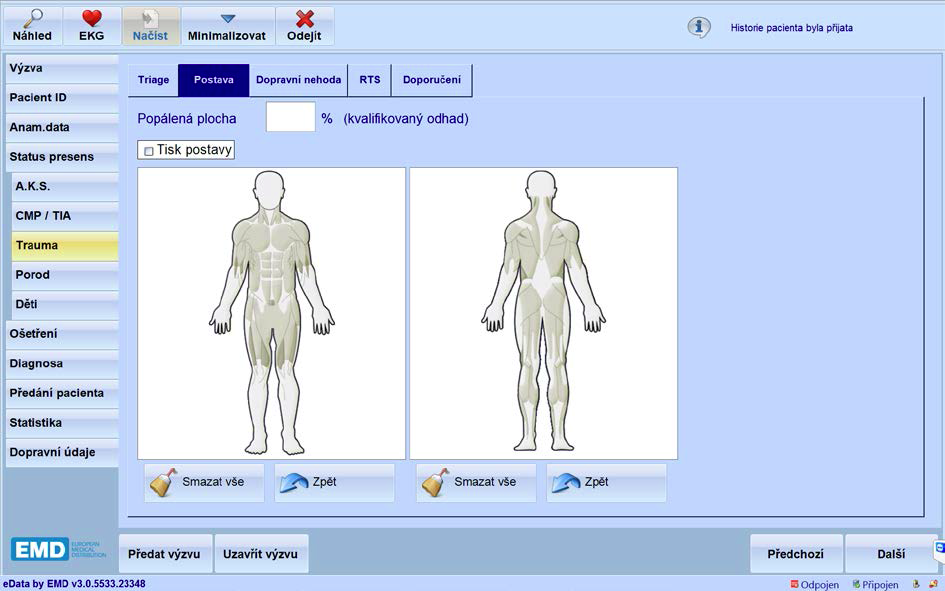 Náhled
EKG
Načíst
Minimalizovat
Odejít
Historie pacienta byla přijata
Výzva
Pacient ID
Anam.data
Status presens
A.K.S.
CMP / TIA
Trauma
Porod
Děti
Ošetření
Diagnosa
Předání pacienta
Statistika
Dopravní údaje
Triage
Postava
Dopravní nehoda
RTS
Doporučení
Popálená plocha % (kvalifikovaný odhad)
Tisk postavy
Smazat vše
Zpět
Smazat vše
Zpět
EMD EUROPEAN
MEDICAL
DISTRIBUTION
Předat výzvu
Uzavřít výzvu
Předchozí
Další
eData by EMD v3.0.5533.23348
Odpojen
Připojen